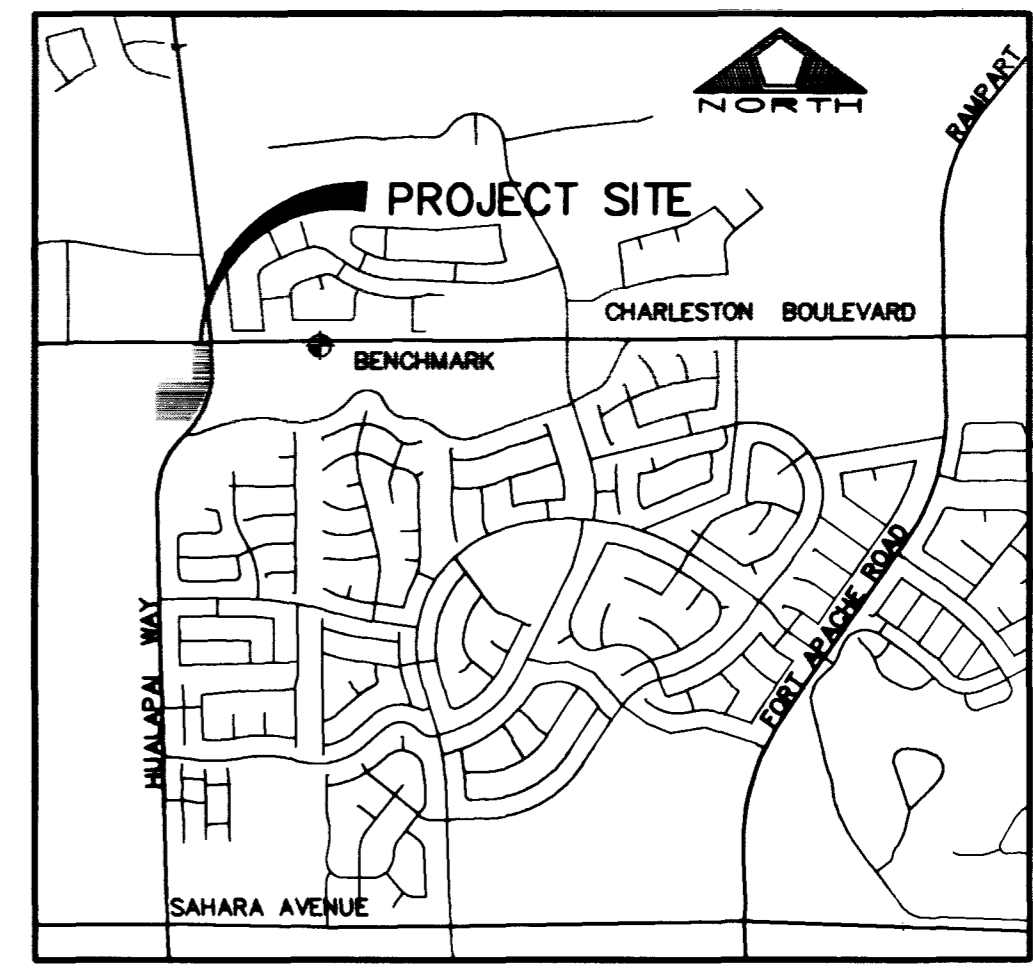 RAMPART
NORTH
PROJECT SITE
CHARLESTON BOULEVARD
BENCHMARK
FORT APACHE ROAD
HUALAPAI WAY
SAHARA AVENUE